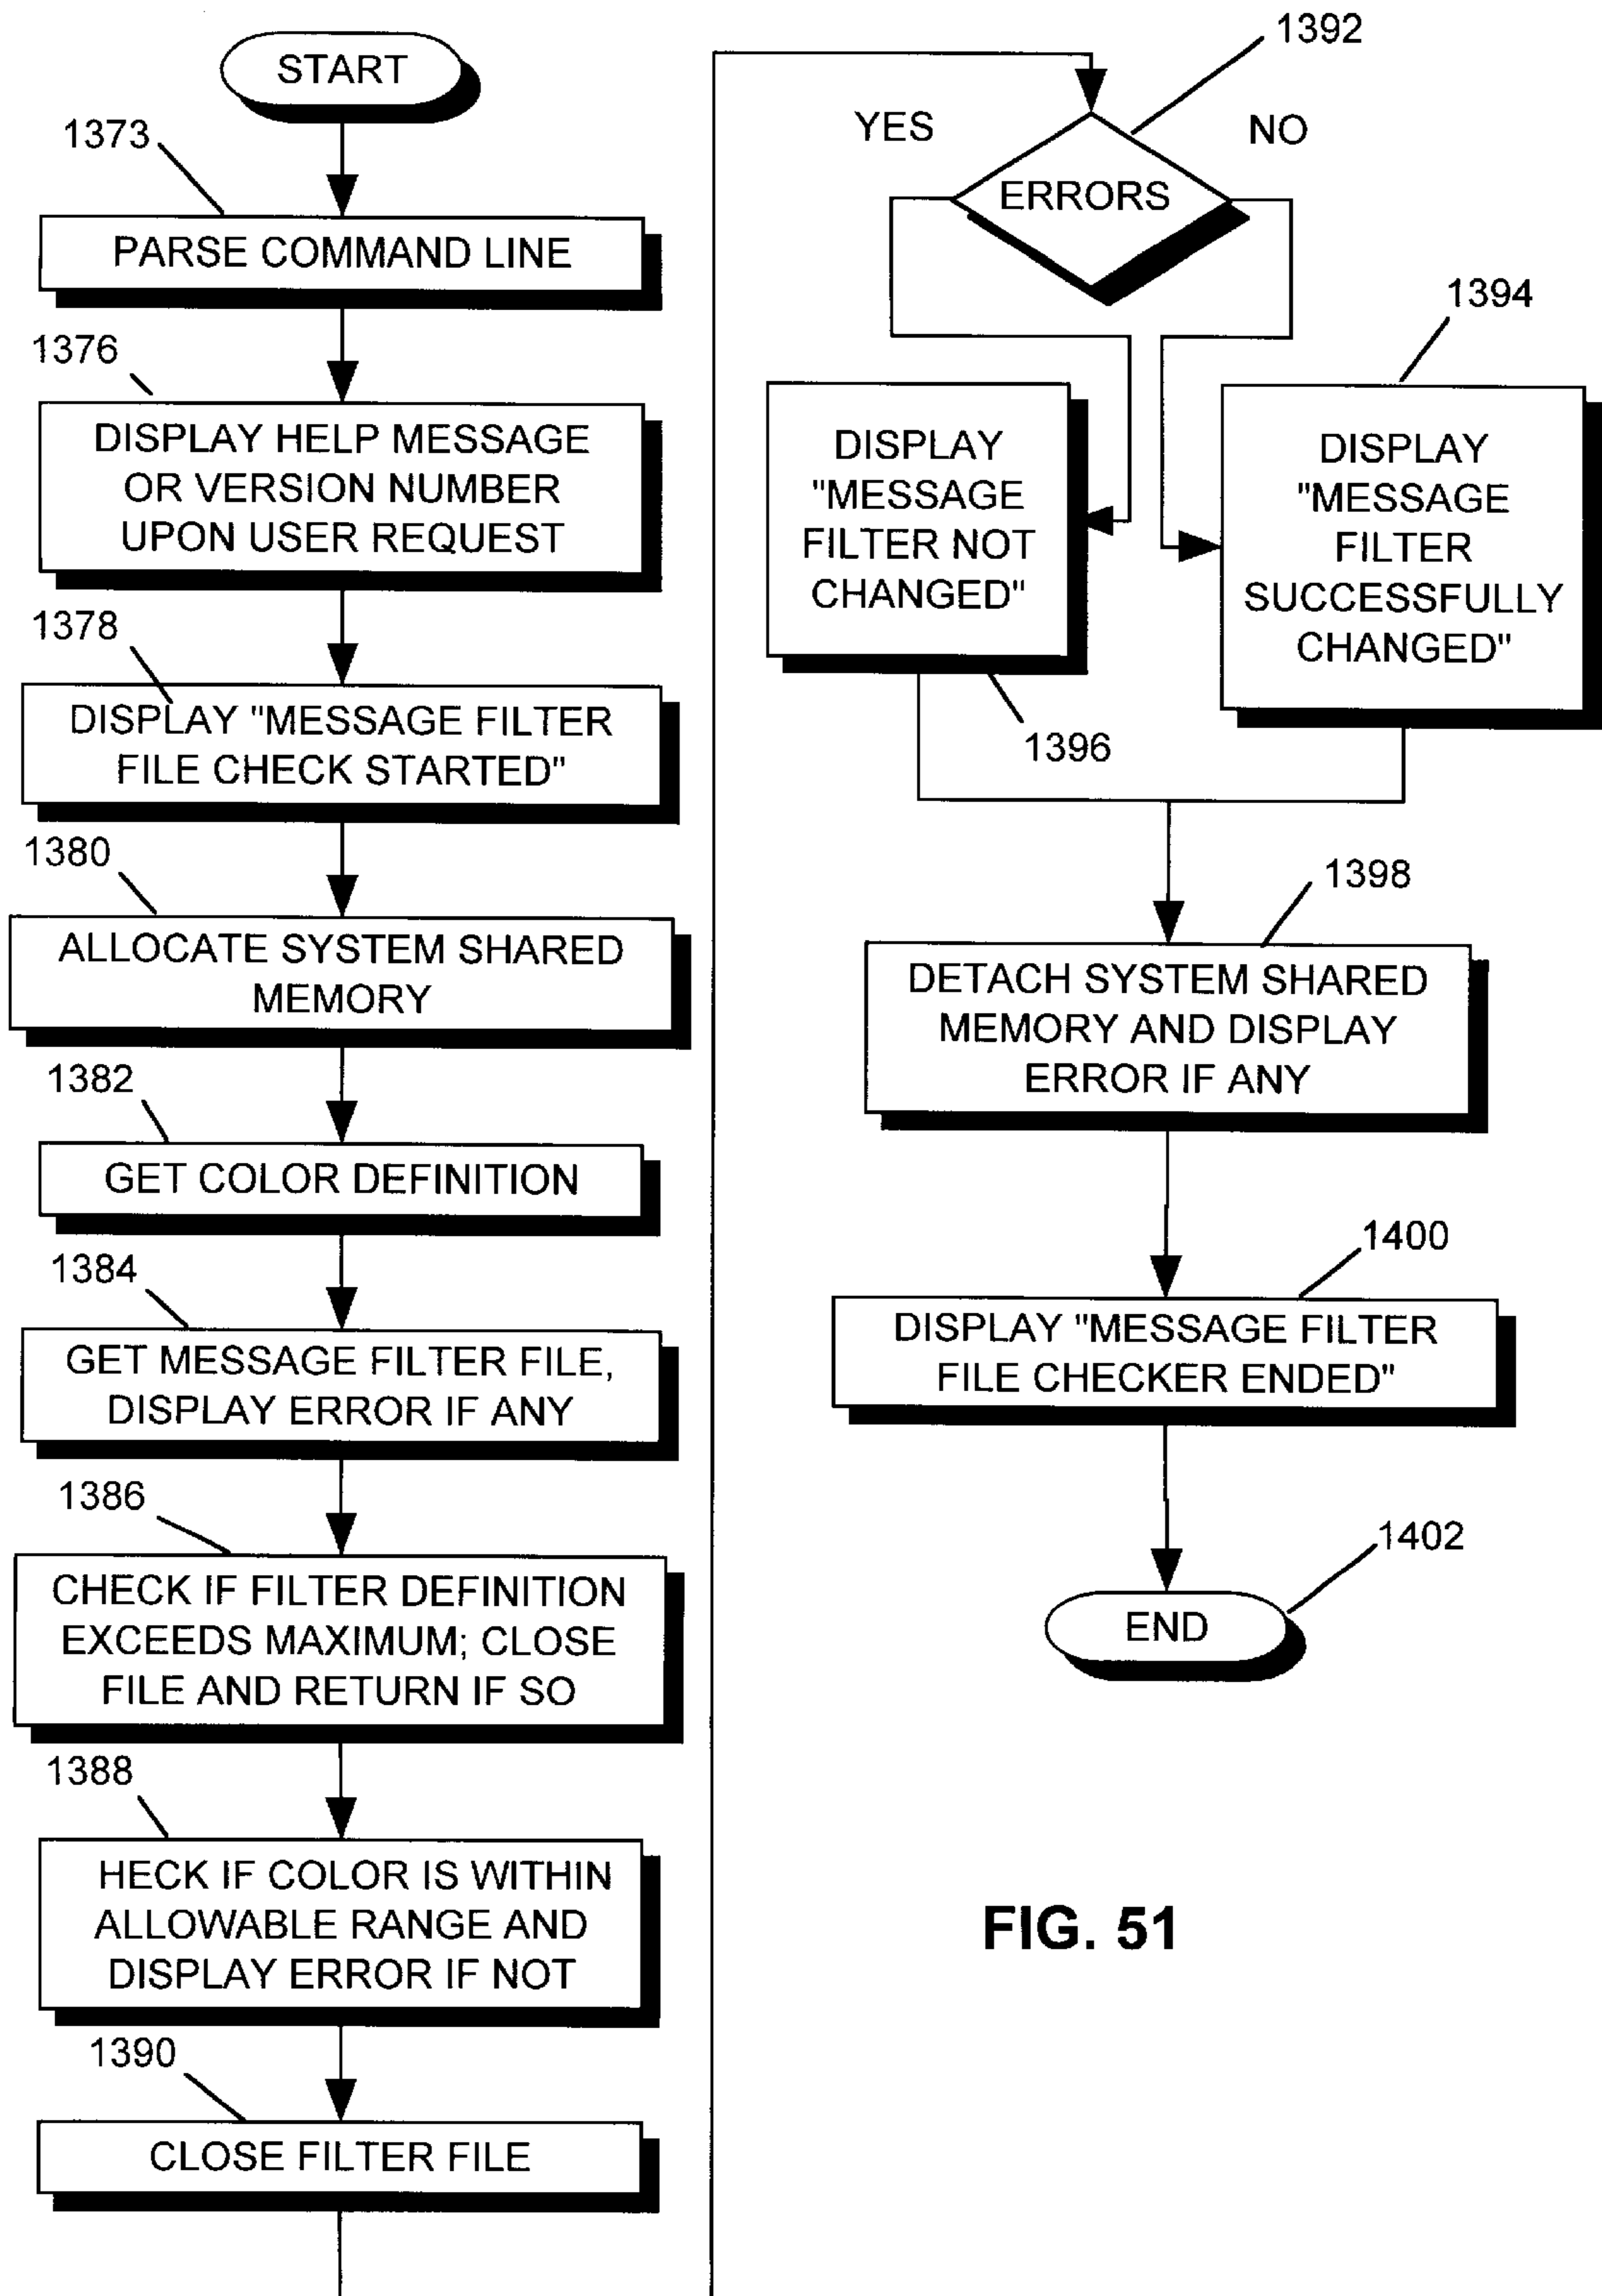 START
1373
PARSE COMMAND LINE
1376
DISPLAY HELP MESSAGE
OR VERSION NUMBER
UPON USER REQUEST
1378
DISPLAY "MESSAGE FILTER
FILE CHECK STARTED"
1380
ALLOCATE SYSTEM SHARED
MEMORY
1382
GET COLOR DEFINITION
1384
GET MESSAGE FILTER FILE,
DISPLAY ERROR IF ANY
1386
CHECK IF FILTER DEFINITION
EXCEEDS MAXIMUM; CLOSE
FILE AND RETURN IF SO
1388
HECK IF COLOR IS WITHIN
ALLOWABLE RANGE AND
DISPLAY ERROR IF NOT
1390
CLOSE FILTER FILE
1392
YES
NO
ERRORS
1394
DISPLAY
"MESSAGE
FILTER NOT
CHANGED"
1396
DISPLAY
"MESSAGE
FILTER
SUCCESSFULLY
CHANGED"
1398
DETACH SYSTEM SHARED
MEMORY AND DISPLAY
ERROR IF ANY
1400
DISPLAY "MESSAGE FILTER
FILE CHECKER ENDED"
1402
END
FIG. 51